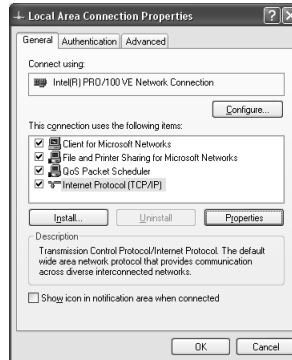 Local Area Connection Properties
General Authentication Advanced
Connect using:
Intel(R) PRO/100 VE Network Connection
Configure...
This connection uses the following items:
Client for Microsoft Networks
File and Printer Sharing for Microsoft Networks
QoS Packet Scheduler
Internet Protocol (TCP/IP)
Install... Uninstall Properties
Description
Transmission Control Protocol/Internet Protocol. The default
wide area network protocol that provides communication
across diverse interconnected networks.
Show icon in notification area when connected
OK Cancel